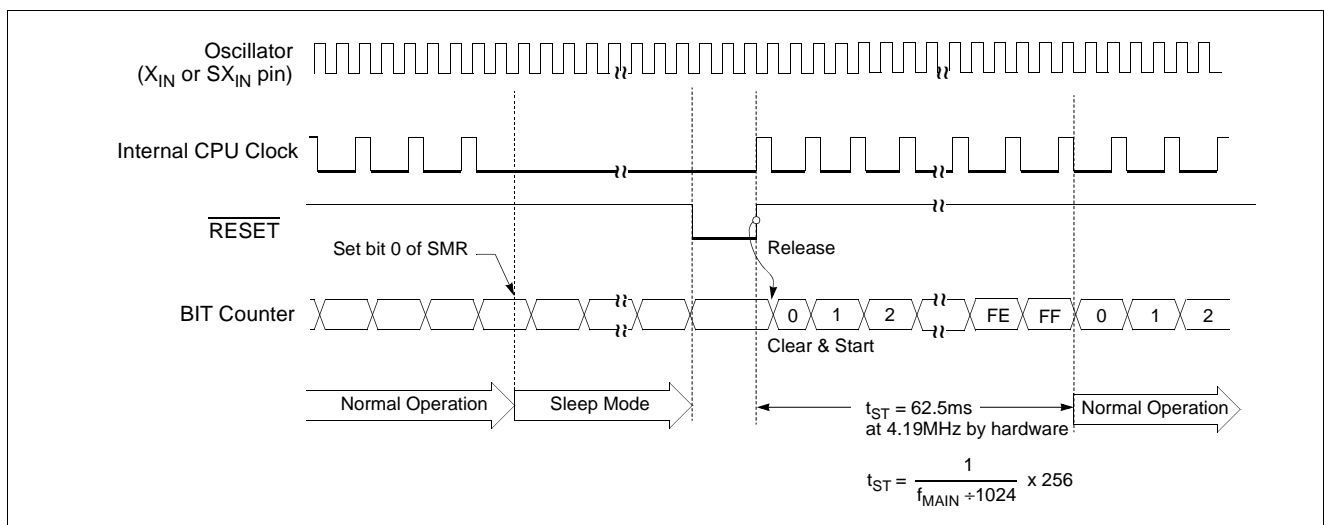 Oscillator
(XIN or SXIN pin)
Internal CPU Clock
RESET
Set bit 0 of SMR
Release
BIT Counter
0 1 2 FE FF 0 1 2
Clear & Start
Normal Operation Sleep Mode tST = 62.5ms Normal Operation
at 4.19MHz by hardware
tST = 1 / fMAIN ÷1024 x 256